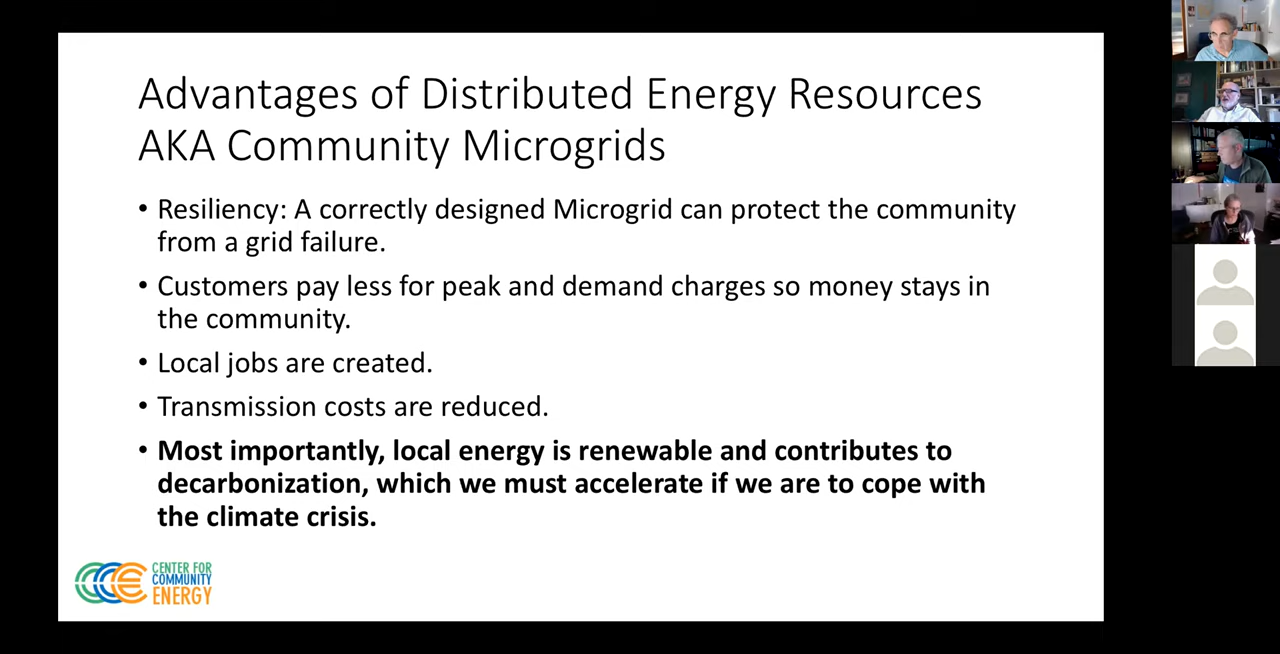 Advantages of Distributed Energy Resources
AKA Community Microgrids
• Resiliency: A correctly designed Microgrid can protect the community
from a grid failure.
• Customers pay less for peak and demand charges so money stays in
the community.
• Local jobs are created.
• Transmission costs are reduced.
• Most importantly, local energy is renewable and contributes to
decarbonization, which we must accelerate if we are to cope with
the climate crisis.
CCE
CENTER FOR
COMMUNITY
ENERGY